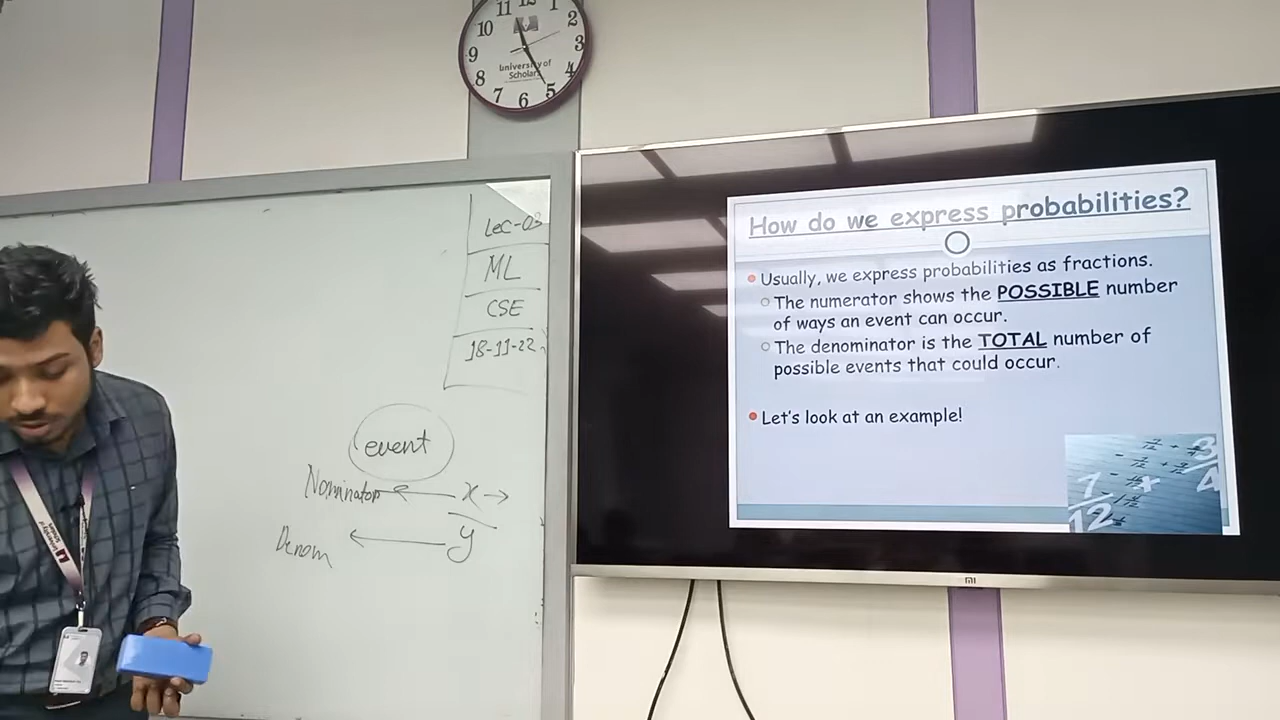 11 12 1
10 2
9 3
8 4
7 6 5
University of
Scholars
Lec-03
ML
CSE
18-11-22
event
Nominator x
Denom y
How do we express probabilities?
Usually, we express probabilities as fractions.
The numerator shows the POSSIBLE number
of ways an event can occur.
The denominator is the TOTAL number of
possible events that could occur.
Let's look at an example!
3
4
7
12
mi